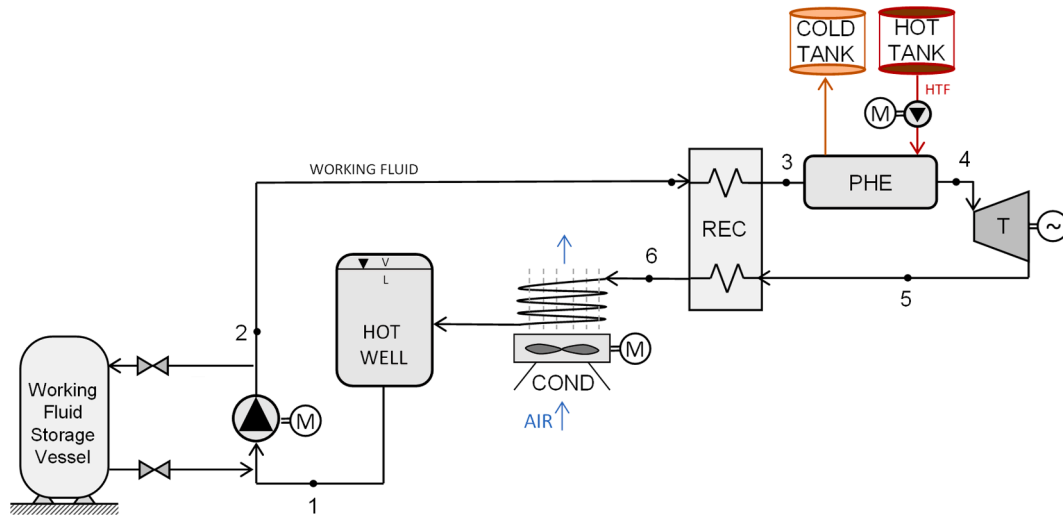 COLD
TANK
HOT
TANK
HTF
M
WORKING FLUID
3
PHE
4
T
~
REC
6
5
V
L
HOT
WELL
2
M
COND
AIR
Working
Fluid
Storage
Vessel
M
1